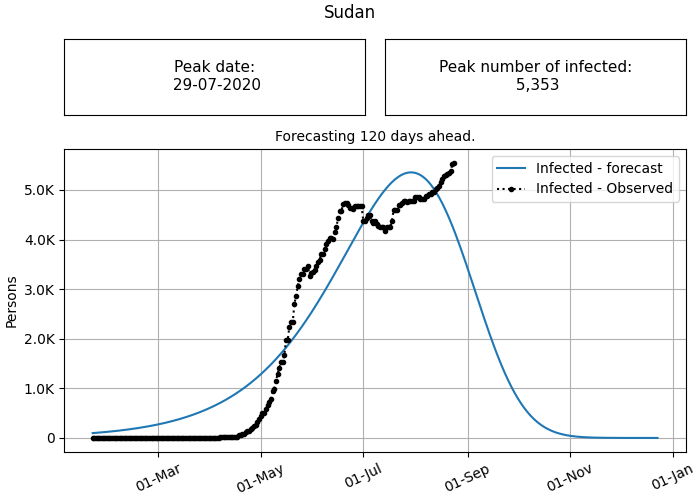 Sudan
Peak date:
29-07-2020
Peak number of infected:
5,353
Forecasting 120 days ahead.
Infected - forecast
Infected - Observed
Persons
5.0K
4.0K
3.0K
2.0K
1.0K
0
01-Mar
01-May
01-Jul
01-Sep
01-Nov
01-Jan